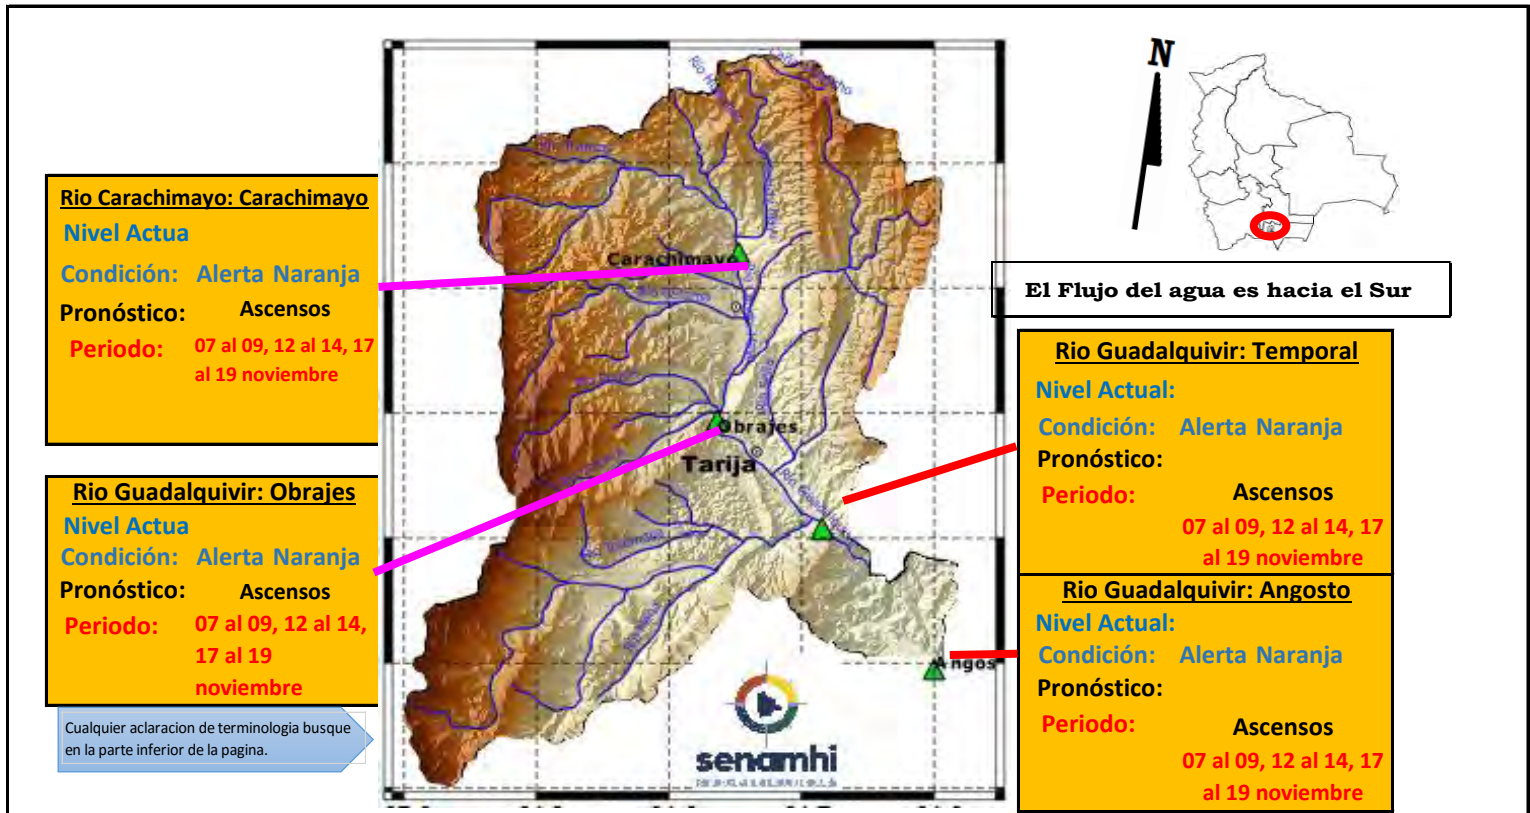 N
El Flujo del agua es hacia el Sur
Rio Carachimayo: Carachimayo
Nivel Actua
Condición: Alerta Naranja
Pronóstico: Ascensos
Periodo: 07 al 09, 12 al 14, 17
al 19 noviembre
Rio Guadalquivir: Obrajes
Nivel Actua
Condición: Alerta Naranja
Pronóstico: Ascensos
Periodo: 07 al 09, 12 al 14,
17 al 19
noviembre
Cualquier aclaracion de terminologia busque
en la parte inferior de la pagina.
Carachimayo
Obrajes
Tarija
Angos
senamhi
Rio Guadalquivir: Temporal
Nivel Actual:
Condición: Alerta Naranja
Pronóstico:
Periodo: Ascensos
07 al 09, 12 al 14, 17
al 19 noviembre
Rio Guadalquivir: Angosto
Nivel Actual:
Condición: Alerta Naranja
Pronóstico:
Periodo: Ascensos
07 al 09, 12 al 14, 17
al 19 noviembre